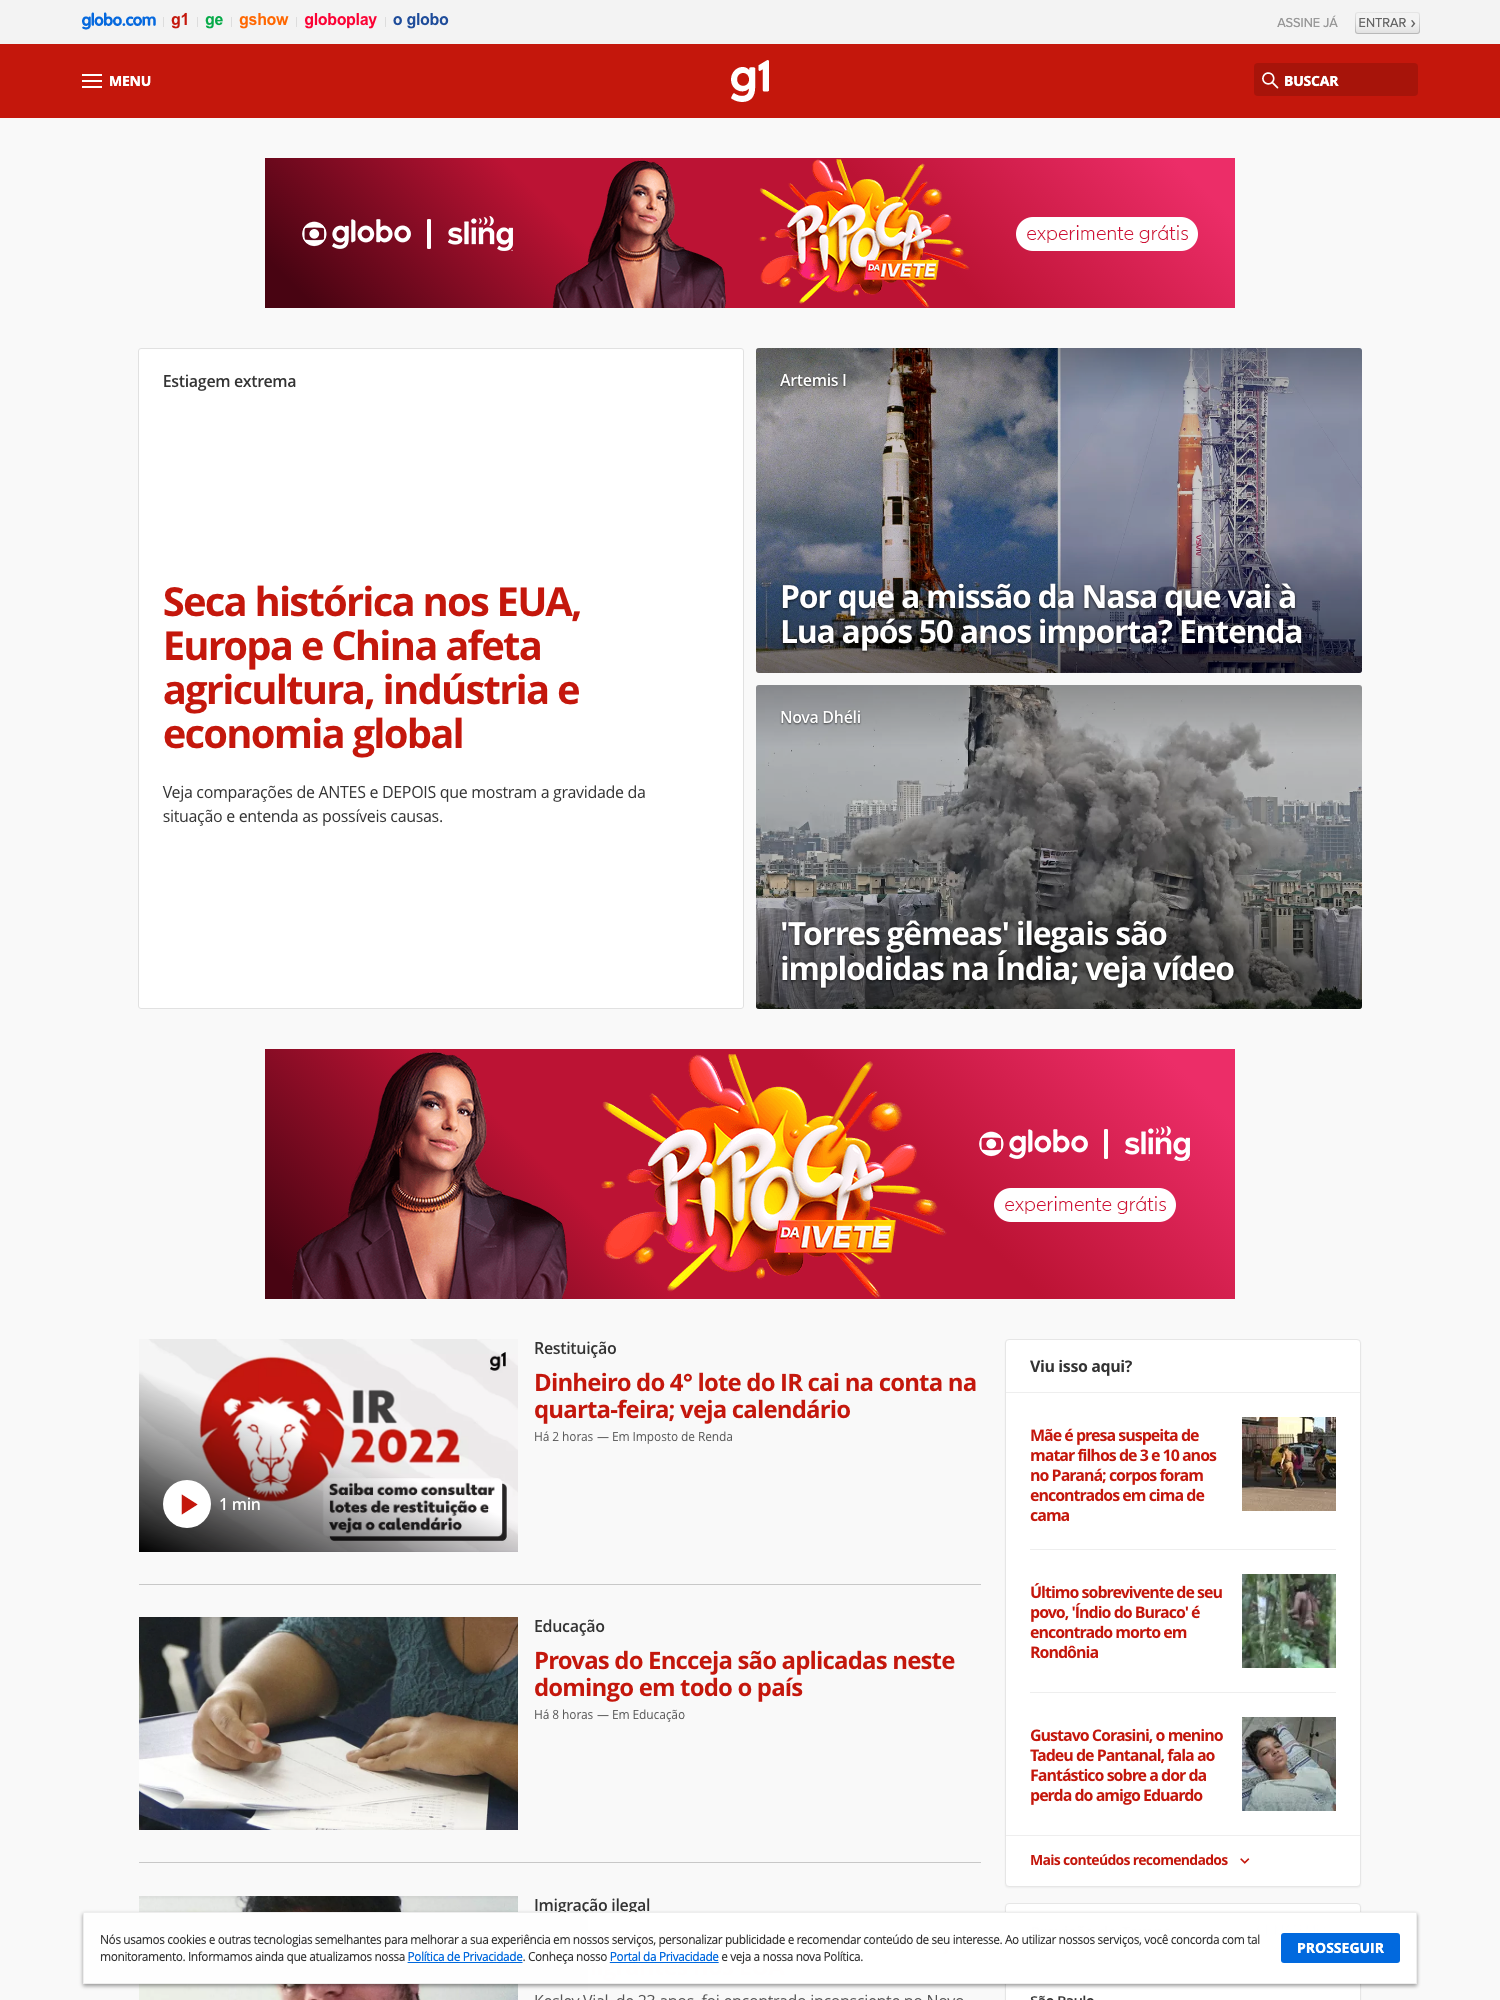 globo.com g1 ge gshow globoplay o globo ASSINE JÁ ENTRAR ›
MENU g1 BUSCAR
globo | sling PIPOCA DA IVETE experimente grátis
Estiagem extrema
Seca histórica nos EUA,
Europa e China afeta
agricultura, indústria e
economia global
Veja comparações de ANTES e DEPOIS que mostram a gravidade da
situação e entenda as possíveis causas.
Artemis I
Por que a missão da Nasa que vai à
Lua após 50 anos importa? Entenda
Nova Dhéli
'Torres gêmeas' ilegais são
implodidas na Índia; veja vídeo
PIPOCA
DA IVETE
globo | sling
experimente grátis
g1
IR
2022
Saiba como consultar
lotes de restituição e
veja o calendário
1 min
Restituição
Dinheiro do 4° lote do IR cai na conta na
quarta-feira; veja calendário
Há 2 horas — Em Imposto de Renda
Educação
Provas do Encceja são aplicadas neste
domingo em todo o país
Há 8 horas — Em Educação
Imigração ilegal
Viu isso aqui?
Mãe é presa suspeita de
matar filhos de 3 e 10 anos
no Paraná; corpos foram
encontrados em cima de
cama
Último sobrevivente de seu
povo, 'Índio do Buraco' é
encontrado morto em
Rondônia
Gustavo Corasini, o menino
Tadeu de Pantanal, fala ao
Fantástico sobre a dor da
perda do amigo Eduardo
Mais conteúdos recomendados
Nós usamos cookies e outras tecnologias semelhantes para melhorar a sua experiência em nossos serviços, personalizar publicidade e recomendar conteúdo de seu interesse. Ao utilizar nossos serviços, você concorda com tal
monitoramento. Informamos ainda que atualizamos nossa Política de Privacidade. Conheça nosso Portal da Privacidade e veja a nossa nova Política.
PROSSEGUIR
Kesley Vial, de 23 anos, foi encontrado inconsciente no Novo
São Paulo